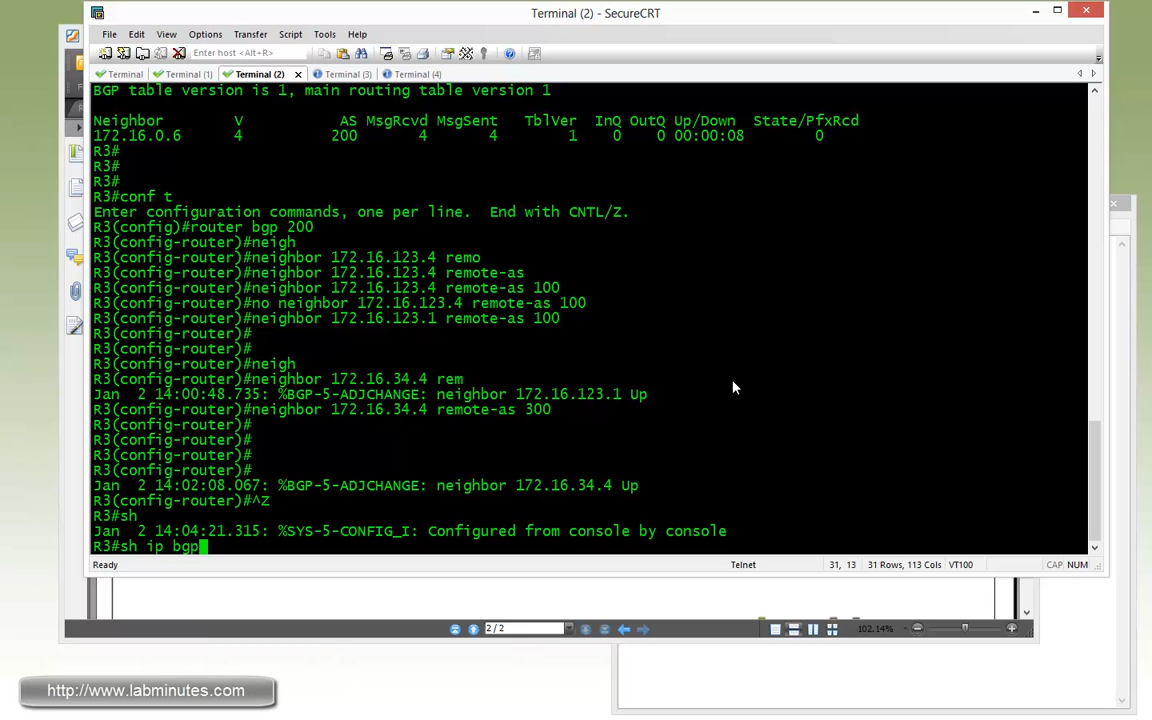 Terminal (2) - SecureCRT
File Edit View Options Transfer Script Tools Help
Enter host <Alt+R>
Terminal Terminal (1) Terminal (2) Terminal (3) Terminal (4)
BGP table version is 1, main routing table version 1
Neighbor V AS MsgRcvd MsgSent TblVer InQ OutQ Up/Down State/PfxRcd
172.16.0.6 4 200 4 4 1 0 0 00:00:08 0
R3#
R3#
R3#
R3#conf t
Enter configuration commands, one per line. End with CNTL/Z.
R3(config)#router bgp 200
R3(config-router)#neigh
R3(config-router)#neighbor 172.16.123.4 remo
R3(config-router)#neighbor 172.16.123.4 remote-as
R3(config-router)#neighbor 172.16.123.4 remote-as 100
R3(config-router)#no neighbor 172.16.123.4 remote-as 100
R3(config-router)#neighbor 172.16.123.1 remote-as 100
R3(config-router)#
R3(config-router)#
R3(config-router)#neigh
R3(config-router)#neighbor 172.16.34.4 rem
Jan 2 14:00:48.735: %BGP-5-ADJCHANGE: neighbor 172.16.123.1 Up
R3(config-router)#neighbor 172.16.34.4 remote-as 300
R3(config-router)#
R3(config-router)#
R3(config-router)#
R3(config-router)#
Jan 2 14:02:08.067: %BGP-5-ADJCHANGE: neighbor 172.16.34.4 Up
R3(config-router)#^Z
R3#sh
Jan 2 14:04:21.315: %SYS-5-CONFIG_I: Configured from console by console
R3#sh ip bgp
Ready Telnet 31, 13 31 Rows, 113 Cols VT100 CAP NUM
2 / 2 102.14%
http://www.labminutes.com